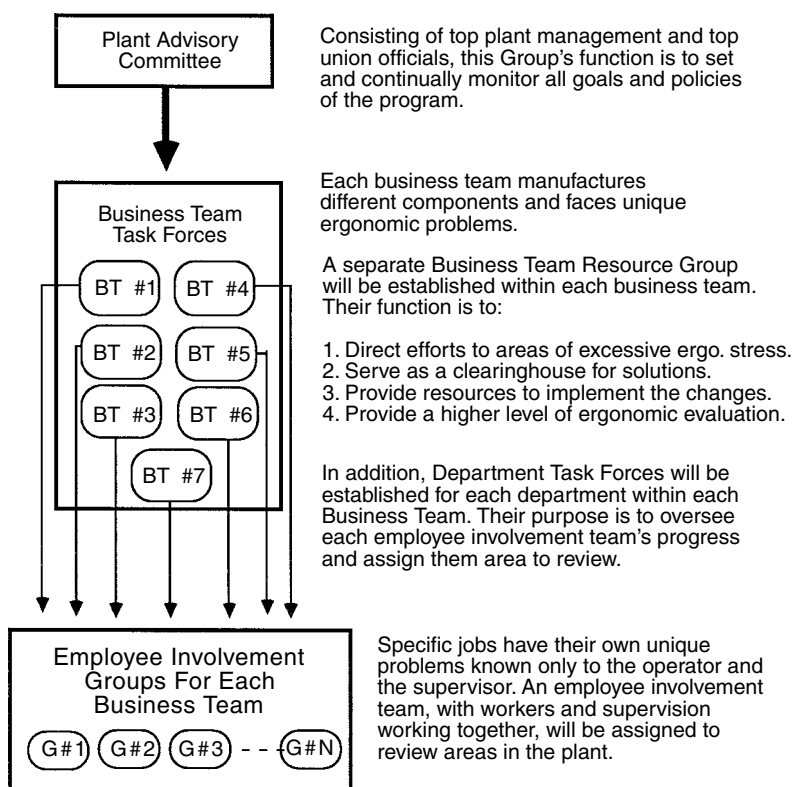 Plant Advisory
Committee
Consisting of top plant management and top
union officials, this Group's function is to set
and continually monitor all goals and policies
of the program.
Business Team
Task Forces
BT #1
BT #4
BT #2
BT #5
BT #3
BT #6
BT #7
Each business team manufactures
different components and faces unique
ergonomic problems.
A separate Business Team Resource Group
will be established within each business team.
Their function is to:
1. Direct efforts to areas of excessive ergo. stress.
2. Serve as a clearinghouse for solutions.
3. Provide resources to implement the changes.
4. Provide a higher level of ergonomic evaluation.
In addition, Department Task Forces will be
established for each department within each
Business Team. Their purpose is to oversee
each employee involvement team's progress
and assign them area to review.
Employee Involvement
Groups For Each
Business Team
G#1 G#2 G#3 - - - G#N
Specific jobs have their own unique
problems known only to the operator and
the supervisor. An employee involvement
team, with workers and supervision
working together, will be assigned to
review areas in the plant.